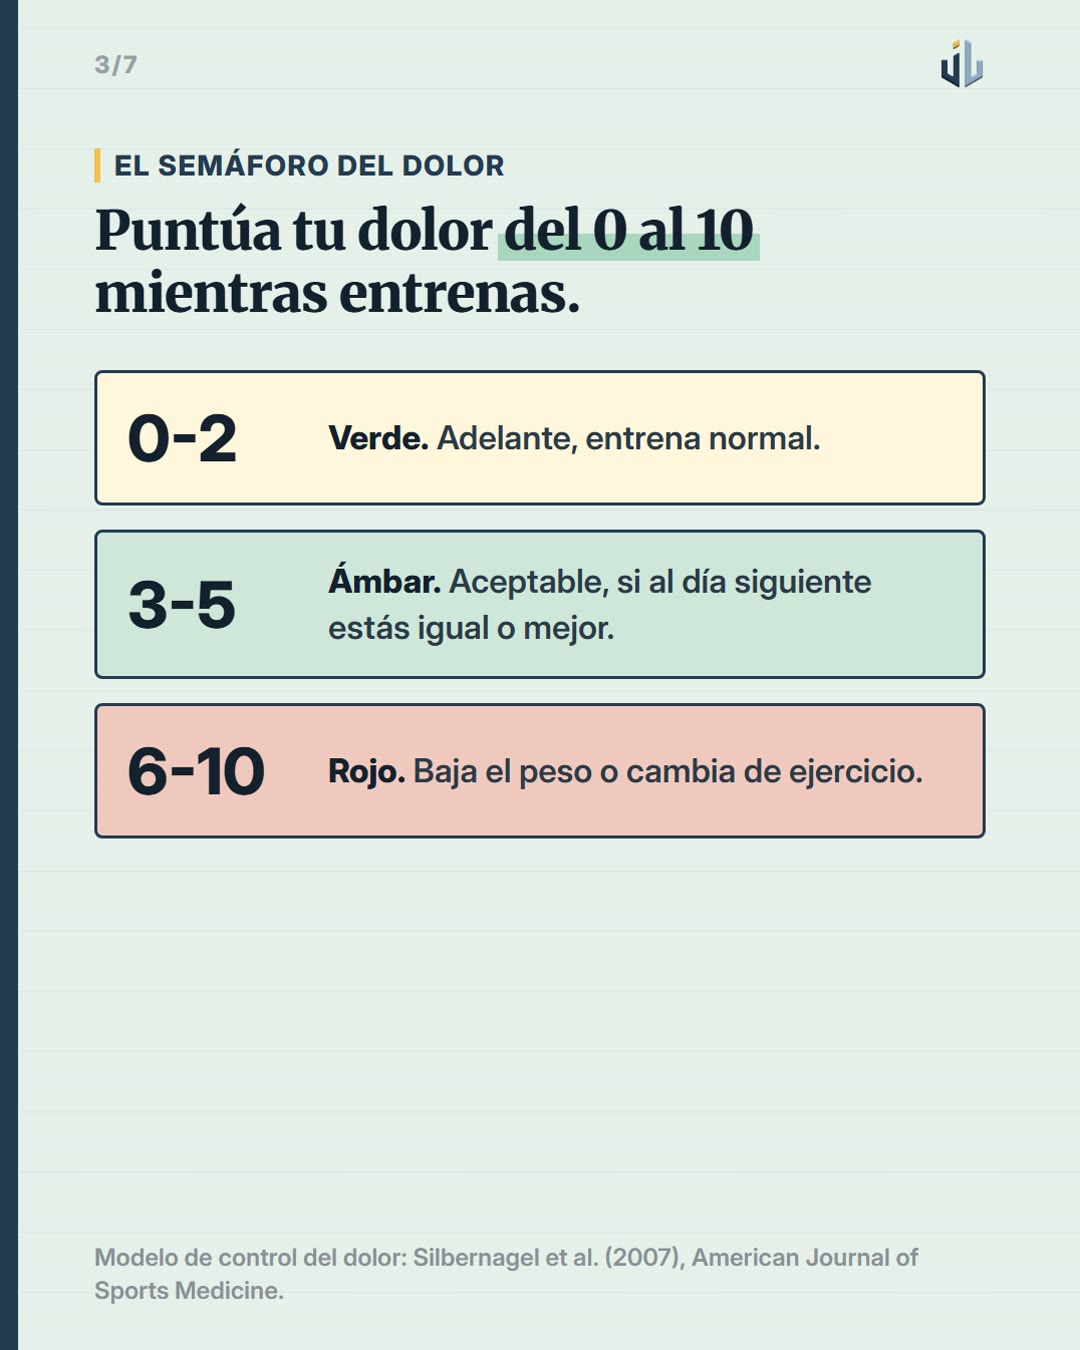 3/7
EL SEMÁFORO DEL DOLOR
Puntúa tu dolor del 0 al 10
mientras entrenas.
0-2
Verde. Adelante, entrena normal.
3-5
Ámbar. Aceptable, si al día siguiente
estás igual o mejor.
6-10
Rojo. Baja el peso o cambia de ejercicio.
Modelo de control del dolor: Silbernagel et al. (2007), American Journal of
Sports Medicine.